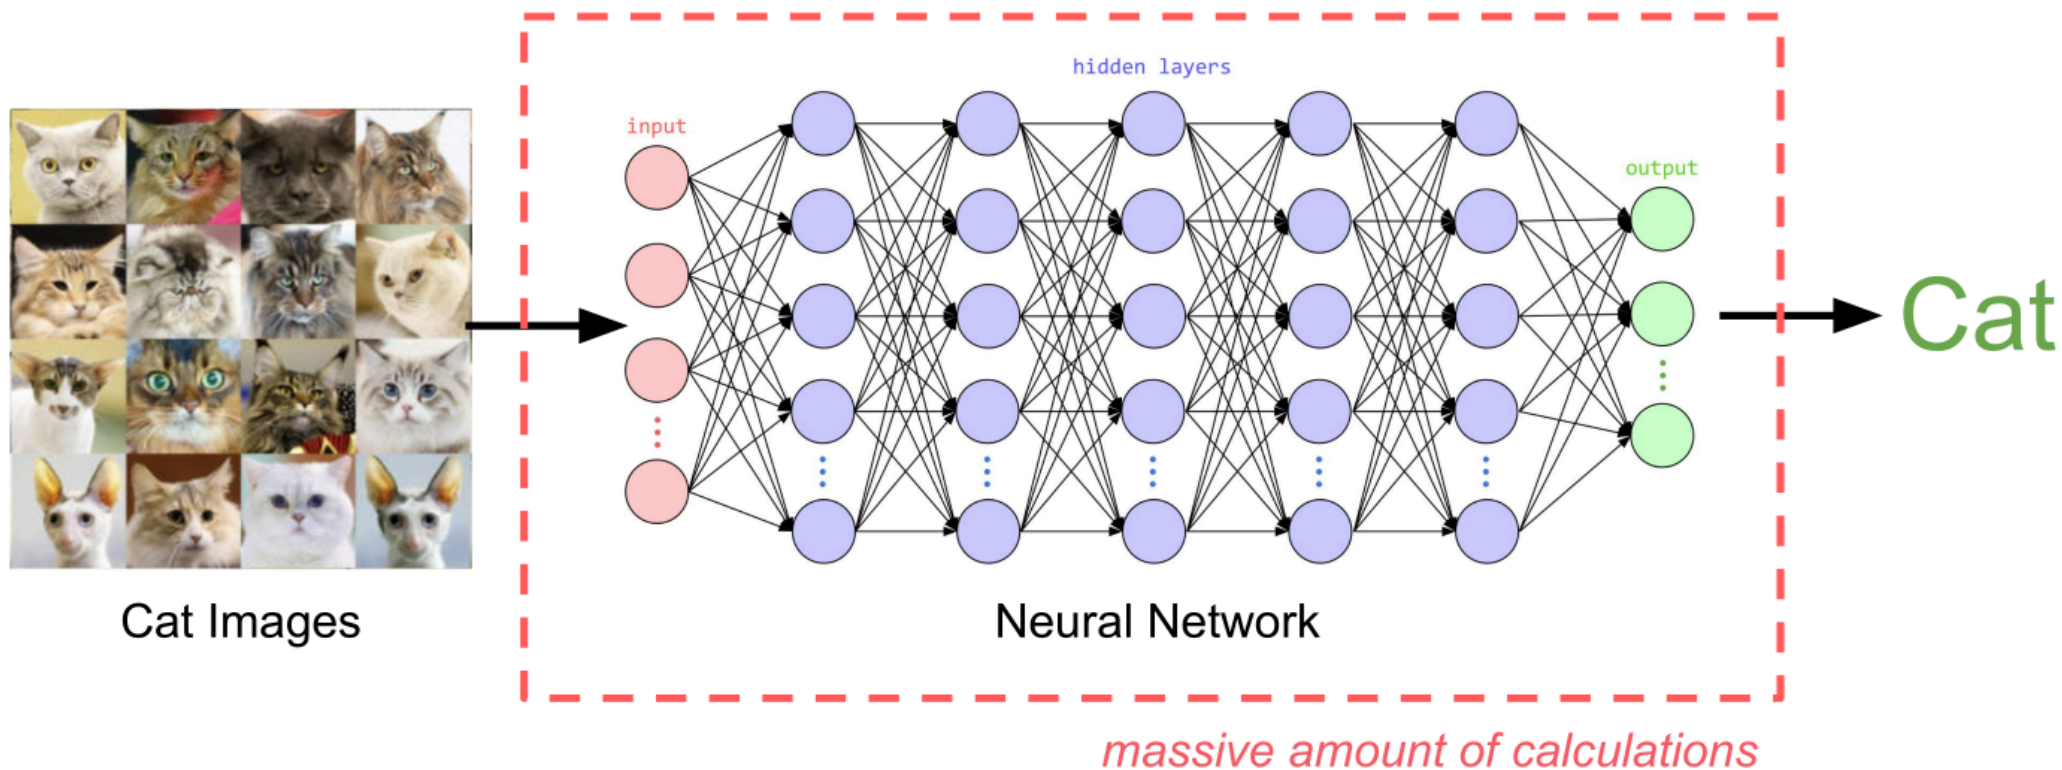 hidden layers
input
output
Cat
Cat Images
Neural Network
massive amount of calculations